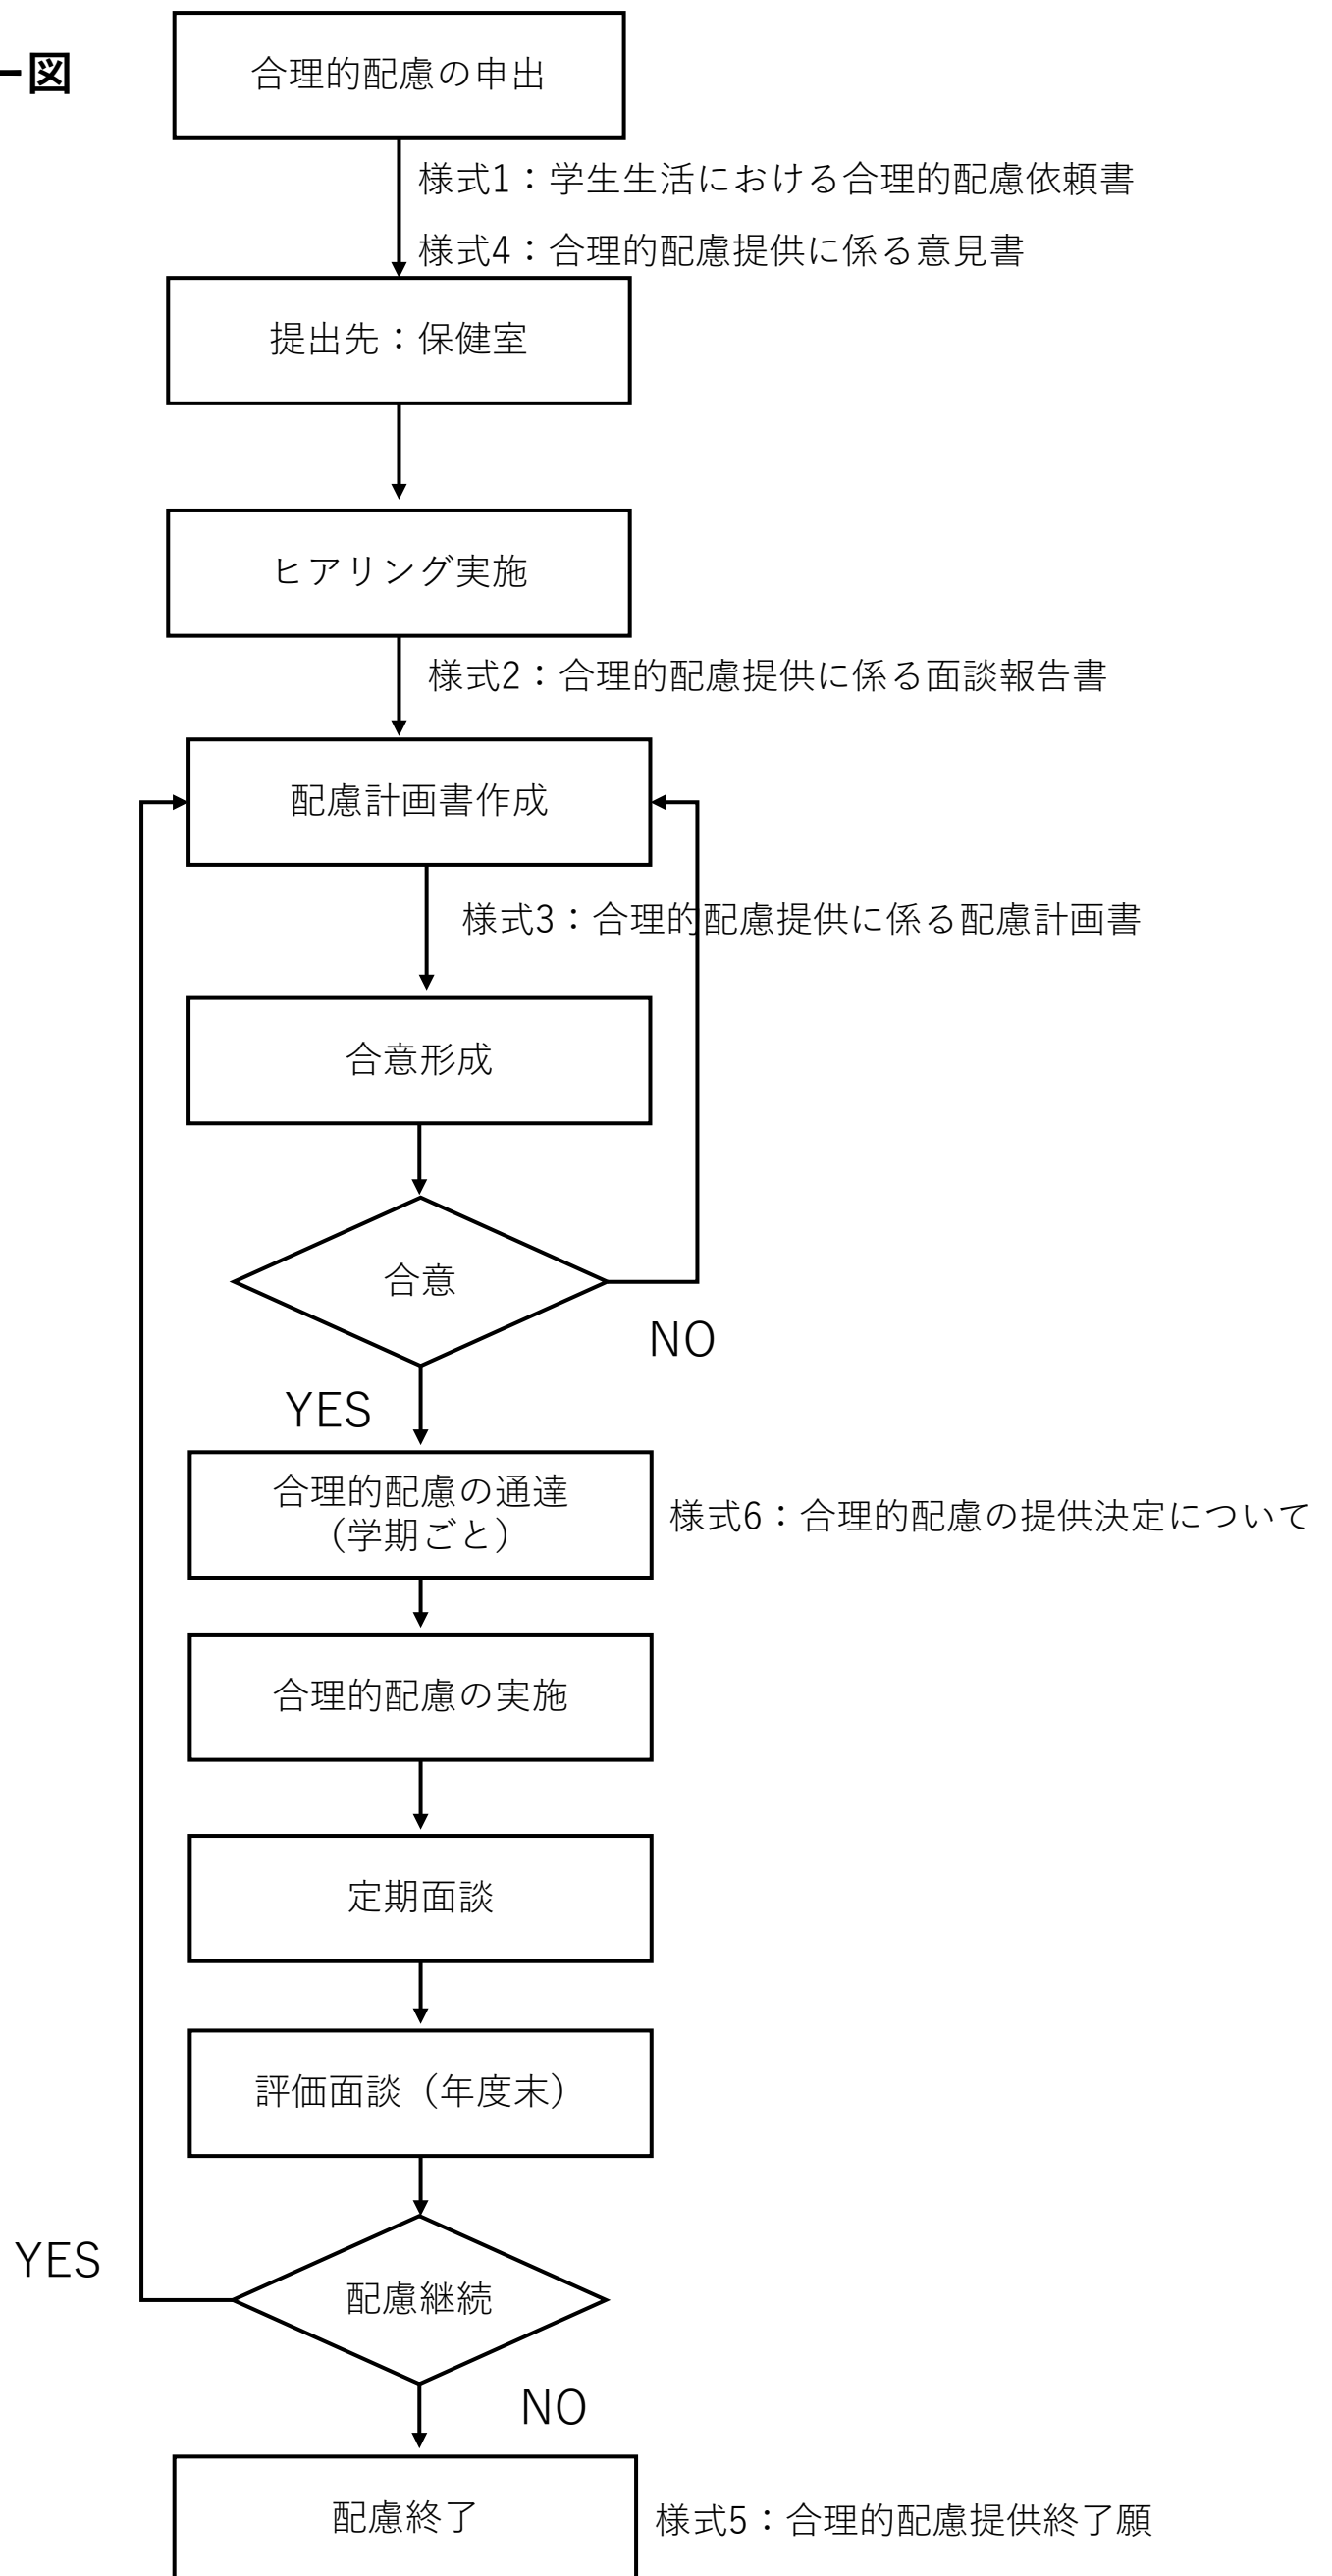 ー図
合理的配慮の申出
様式1：学生生活における合理的配慮依頼書
様式4：合理的配慮提供に係る意見書
提出先：保健室
ヒアリング実施
様式2：合理的配慮提供に係る面談報告書
配慮計画書作成
様式3：合理的配慮提供に係る配慮計画書
合意形成
合意
NO
YES
合理的配慮の通達
（学期ごと）
様式6：合理的配慮の提供決定について
合理的配慮の実施
定期面談
評価面談（年度末）
YES
配慮継続
NO
配慮終了
様式5：合理的配慮提供終了願